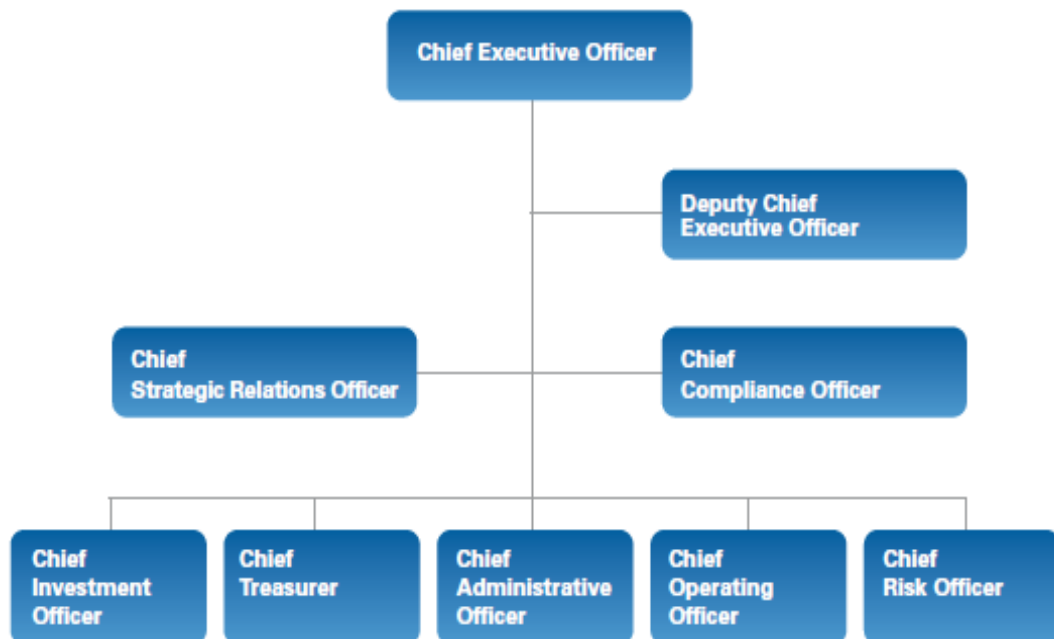 Chief Executive Officer
Deputy Chief
Executive Officer
Chief
Strategic Relations Officer
Chief
Compliance Officer
Chief
Investment
Officer
Chief
Treasurer
Chief
Administrative
Officer
Chief
Operating
Officer
Chief
Risk Officer